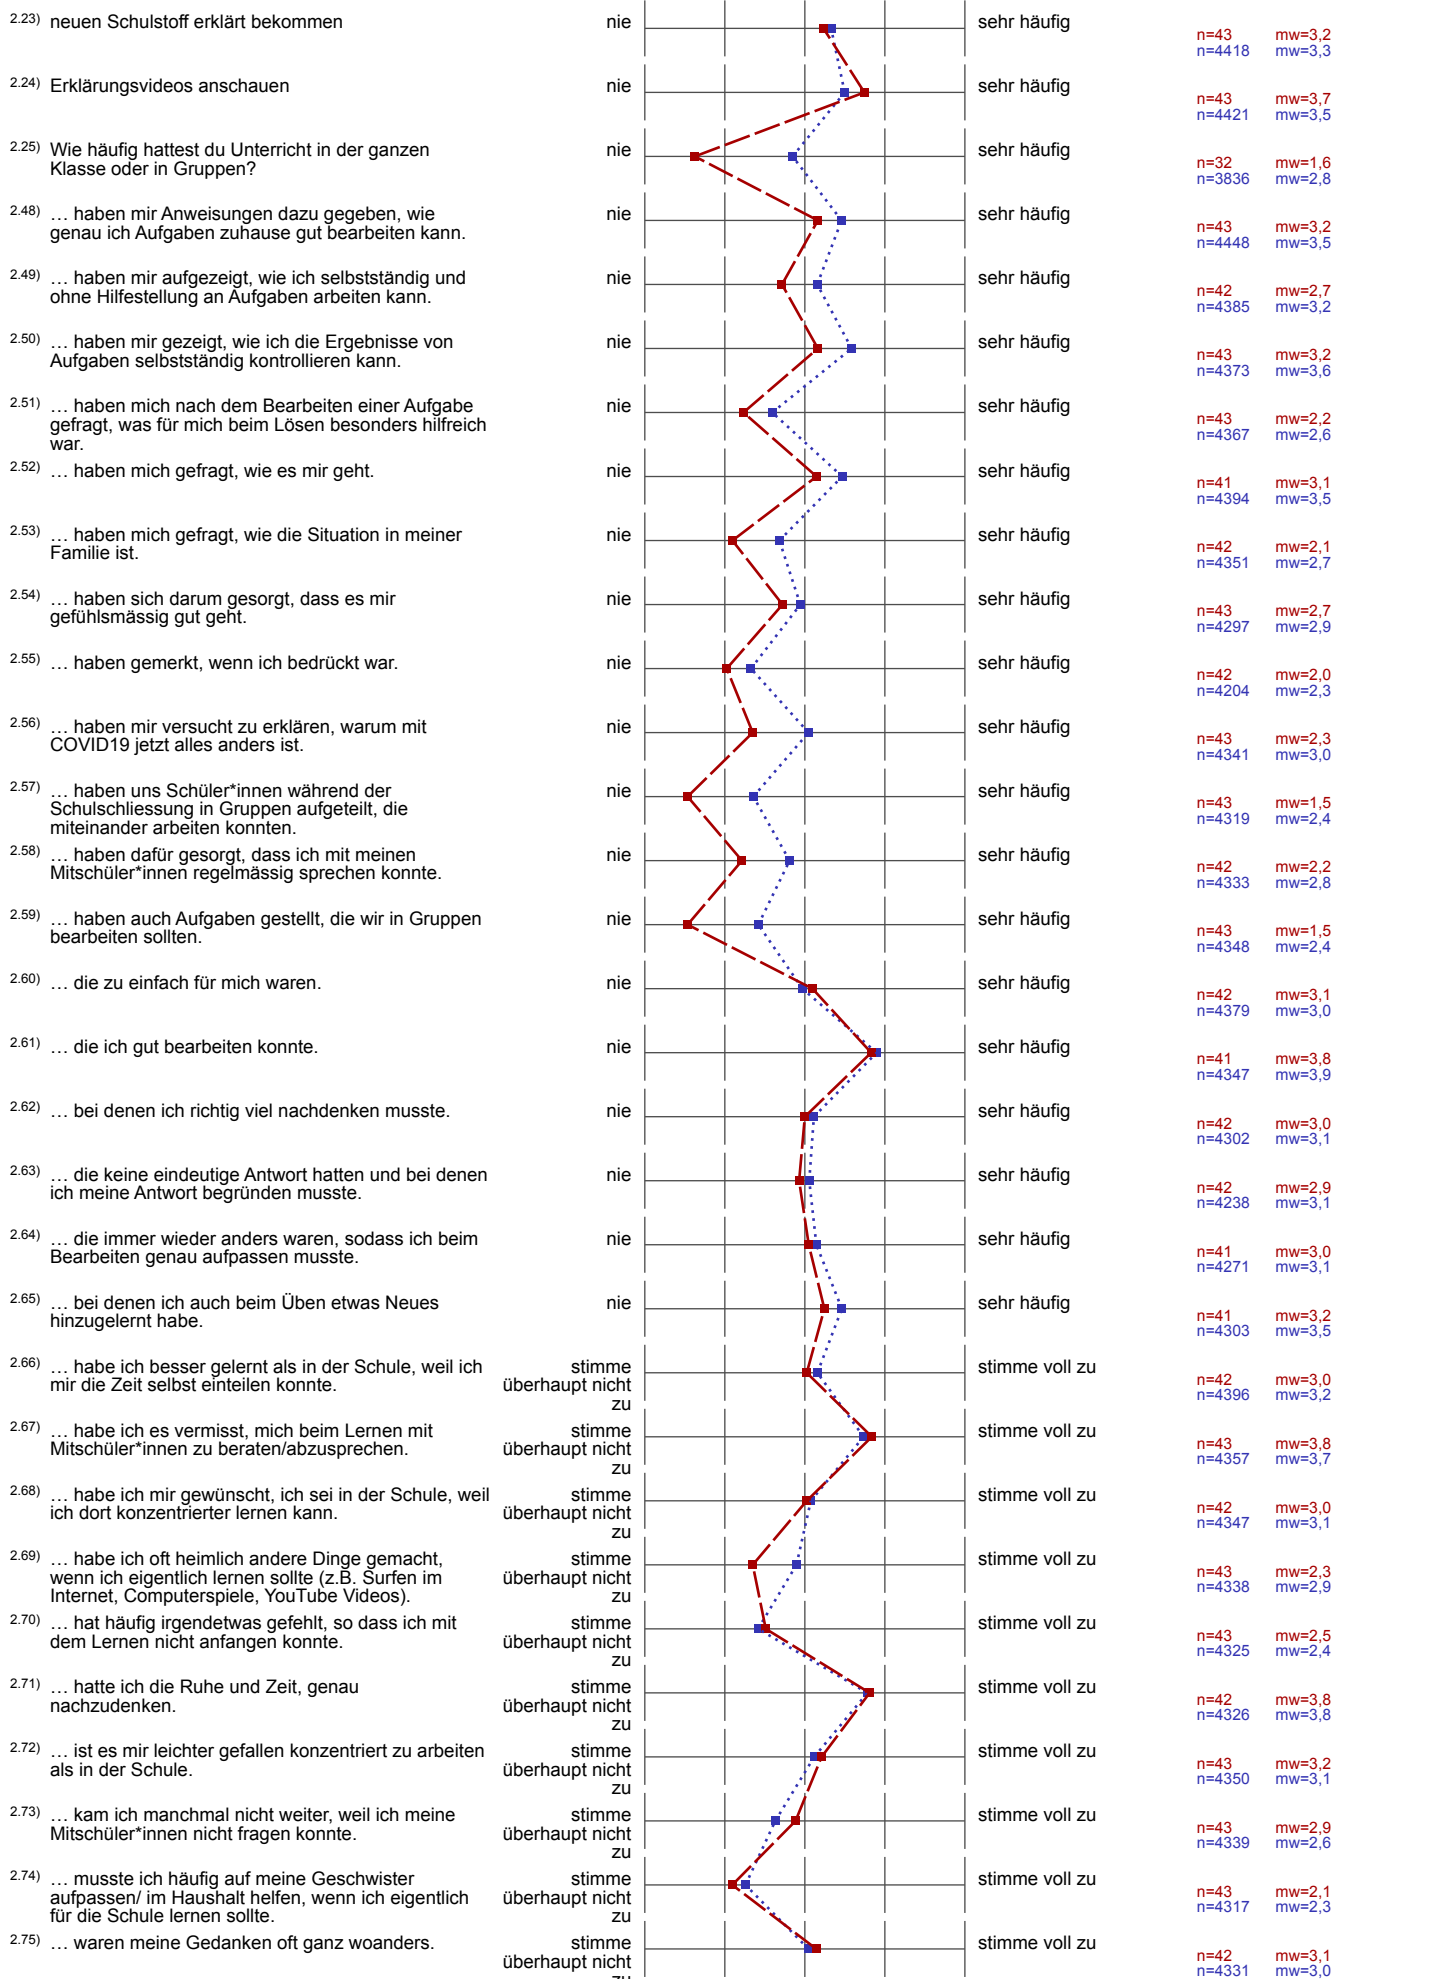 2.23) neuen Schulstoff erklärt bekommen nie sehr häufig
n=43 mw=3,2
n=4418 mw=3,3
2.24) Erklärungsvideos anschauen nie sehr häufig
n=43 mw=3,7
n=4421 mw=3,5
2.25) Wie häufig hattest du Unterricht in der ganzen nie sehr häufig
Klasse oder in Gruppen?
n=32 mw=1,6
n=3836 mw=2,8
2.48) … haben mir Anweisungen dazu gegeben, wie nie sehr häufig
genau ich Aufgaben zuhause gut bearbeiten kann.
n=43 mw=3,2
n=4448 mw=3,5
2.49) … haben mir aufgezeigt, wie ich selbstständig und nie sehr häufig
ohne Hilfestellung an Aufgaben arbeiten kann.
n=42 mw=2,7
n=4385 mw=3,2
2.50) … haben mir gezeigt, wie ich die Ergebnisse von nie sehr häufig
Aufgaben selbstständig kontrollieren kann.
n=43 mw=3,2
n=4373 mw=3,6
2.51) … haben mich nach dem Bearbeiten einer Aufgabe nie sehr häufig
gefragt, was für mich beim Lösen besonders hilfreich
war.
n=43 mw=2,2
n=4367 mw=2,6
2.52) … haben mich gefragt, wie es mir geht. nie sehr häufig
n=41 mw=3,1
n=4394 mw=3,5
2.53) … haben mich gefragt, wie die Situation in meiner nie sehr häufig
Familie ist.
n=42 mw=2,1
n=4351 mw=2,7
2.54) … haben sich darum gesorgt, dass es mir nie sehr häufig
gefühlsmässig gut geht.
n=43 mw=2,7
n=4297 mw=2,9
2.55) … haben gemerkt, wenn ich bedrückt war. nie sehr häufig
n=42 mw=2,0
n=4204 mw=2,3
2.56) … haben mir versucht zu erklären, warum mit nie sehr häufig
COVID19 jetzt alles anders ist.
n=43 mw=2,3
n=4341 mw=3,0
2.57) … haben uns Schüler*innen während der nie sehr häufig
Schulschliessung in Gruppen aufgeteilt, die
miteinander arbeiten konnten.
n=43 mw=1,5
n=4319 mw=2,4
2.58) … haben dafür gesorgt, dass ich mit meinen nie sehr häufig
Mitschüler*innen regelmässig sprechen konnte.
n=42 mw=2,2
n=4333 mw=2,8
2.59) … haben auch Aufgaben gestellt, die wir in Gruppen nie sehr häufig
bearbeiten sollten.
n=43 mw=1,5
n=4348 mw=2,4
2.60) … die zu einfach für mich waren. nie sehr häufig
n=42 mw=3,1
n=4379 mw=3,0
2.61) … die ich gut bearbeiten konnte. nie sehr häufig
n=41 mw=3,8
n=4347 mw=3,9
2.62) … bei denen ich richtig viel nachdenken musste. nie sehr häufig
n=42 mw=3,0
n=4302 mw=3,1
2.63) … die keine eindeutige Antwort hatten und bei denen nie sehr häufig
ich meine Antwort begründen musste.
n=42 mw=2,9
n=4238 mw=3,1
2.64) … die immer wieder anders waren, sodass ich beim nie sehr häufig
Bearbeiten genau aufpassen musste.
n=41 mw=3,0
n=4271 mw=3,1
2.65) … bei denen ich auch beim Üben etwas Neues nie sehr häufig
hinzugelernt habe.
n=41 mw=3,2
n=4303 mw=3,5
2.66) … habe ich besser gelernt als in der Schule, weil ich stimme stimme voll zu
mir die Zeit selbst einteilen konnte. überhaupt nicht
zu
n=42 mw=3,0
n=4396 mw=3,2
2.67) … habe ich es vermisst, mich beim Lernen mit stimme stimme voll zu
Mitschüler*innen zu beraten/abzusprechen. überhaupt nicht
zu
n=43 mw=3,8
n=4357 mw=3,7
2.68) … habe ich mir gewünscht, ich sei in der Schule, weil stimme stimme voll zu
ich dort konzentrierter lernen kann. überhaupt nicht
zu
n=42 mw=3,0
n=4347 mw=3,1
2.69) … habe ich oft heimlich andere Dinge gemacht, stimme stimme voll zu
wenn ich eigentlich lernen sollte (z.B. Surfen im überhaupt nicht
Internet, Computerspiele, YouTube Videos). zu
n=43 mw=2,3
n=4338 mw=2,9
2.70) … hat häufig irgendetwas gefehlt, so dass ich mit stimme stimme voll zu
dem Lernen nicht anfangen konnte. überhaupt nicht
zu
n=43 mw=2,5
n=4325 mw=2,4
2.71) … hatte ich die Ruhe und Zeit, genau stimme stimme voll zu
nachzudenken. überhaupt nicht
zu
n=42 mw=3,8
n=4326 mw=3,8
2.72) … ist es mir leichter gefallen konzentriert zu arbeiten stimme stimme voll zu
als in der Schule. überhaupt nicht
zu
n=43 mw=3,2
n=4350 mw=3,1
2.73) … kam ich manchmal nicht weiter, weil ich meine stimme stimme voll zu
Mitschüler*innen nicht fragen konnte. überhaupt nicht
zu
n=43 mw=2,9
n=4339 mw=2,6
2.74) … musste ich häufig auf meine Geschwister stimme stimme voll zu
aufpassen/ im Haushalt helfen, wenn ich eigentlich überhaupt nicht
für die Schule lernen sollte. zu
n=43 mw=2,1
n=4317 mw=2,3
2.75) … waren meine Gedanken oft ganz woanders. stimme stimme voll zu
überhaupt nicht
zu
n=42 mw=3,1
n=4331 mw=3,0